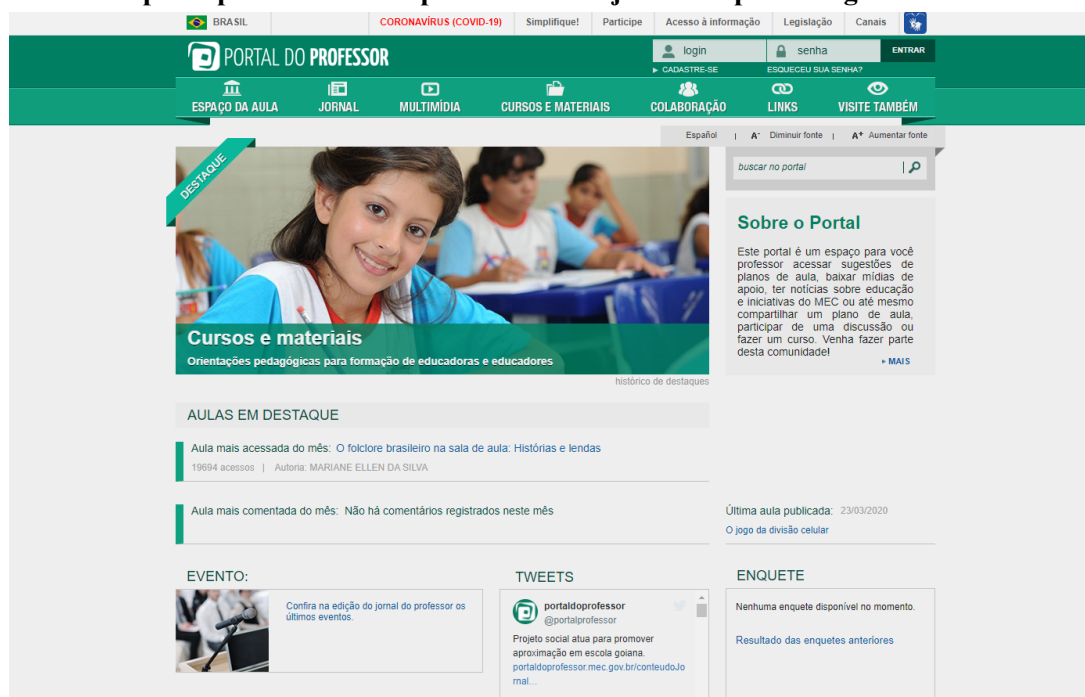 BRASIL CORONAVÍRUS (COVID-19) Simplifique! Participe Acesso à informação Legislação Canais
PORTAL DO PROFESSOR
login senha ENTRAR
► CADASTRE-SE ESQUECEU SUA SENHA?
ESPAÇO DA AULA JORNAL MULTIMÍDIA CURSOS E MATERIAIS COLABORAÇÃO LINKS VISITE TAMBÉM
Español | A- Diminuir fonte | A+ Aumentar fonte
DESTAQUE
Cursos e materiais
Orientações pedagógicas para formação de educadoras e educadores
histórico de destaques
buscar no portal
Sobre o Portal
Este portal é um espaço para você
professor acessar sugestões de
planos de aula, baixar mídias de
apoio, ter notícias sobre educação
e iniciativas do MEC ou até mesmo
compartilhar um plano de aula,
participar de uma discussão ou
fazer um curso. Venha fazer parte
desta comunidade!
▸ MAIS
AULAS EM DESTAQUE
Aula mais acessada do mês: O folclore brasileiro na sala de aula: Histórias e lendas
19694 acessos | Autoria: MARIANE ELLEN DA SILVA
Aula mais comentada do mês: Não há comentários registrados neste mês
Última aula publicada: 23/03/2020
O jogo da divisão celular
EVENTO:
Confira na edição do jornal do professor os
últimos eventos.
TWEETS
portaldoprofessor
@portalprofessor
Projeto social atua para promover
aproximação em escola goiana.
portaldoprofessor.mec.gov.br/conteudoJo
rnal...
ENQUETE
Nenhuma enquete disponível no momento.
Resultado das enquetes anteriores